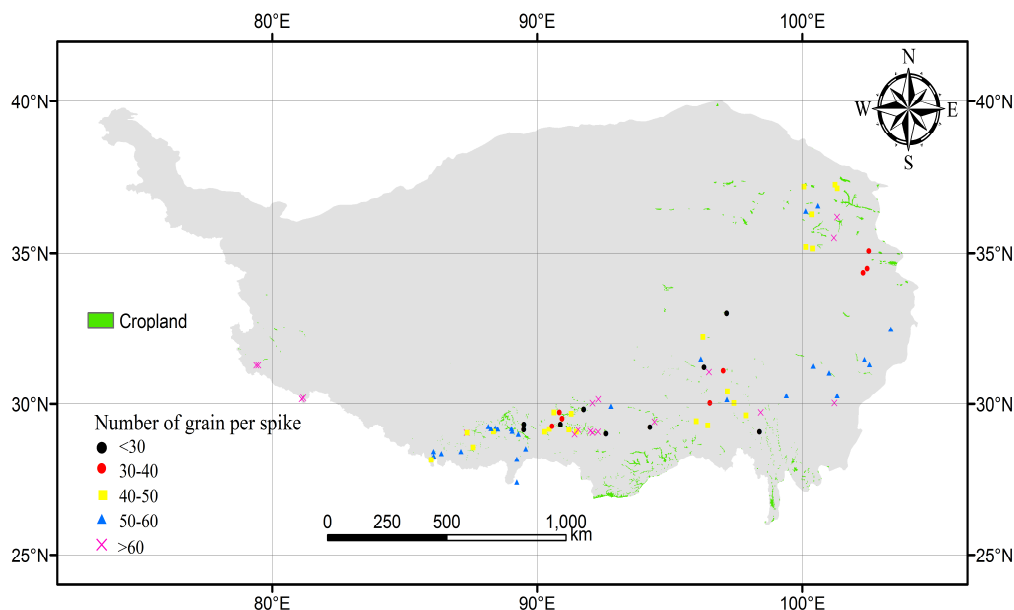 80°E 90°E 100°E
N
40°N W E 40°N
S
35°N 35°N
Cropland
30°N 30°N
Number of grain per spike
<30
30-40
40-50
50-60
>60
0 250 500 1,000
km
25°N 25°N
80°E 90°E 100°E